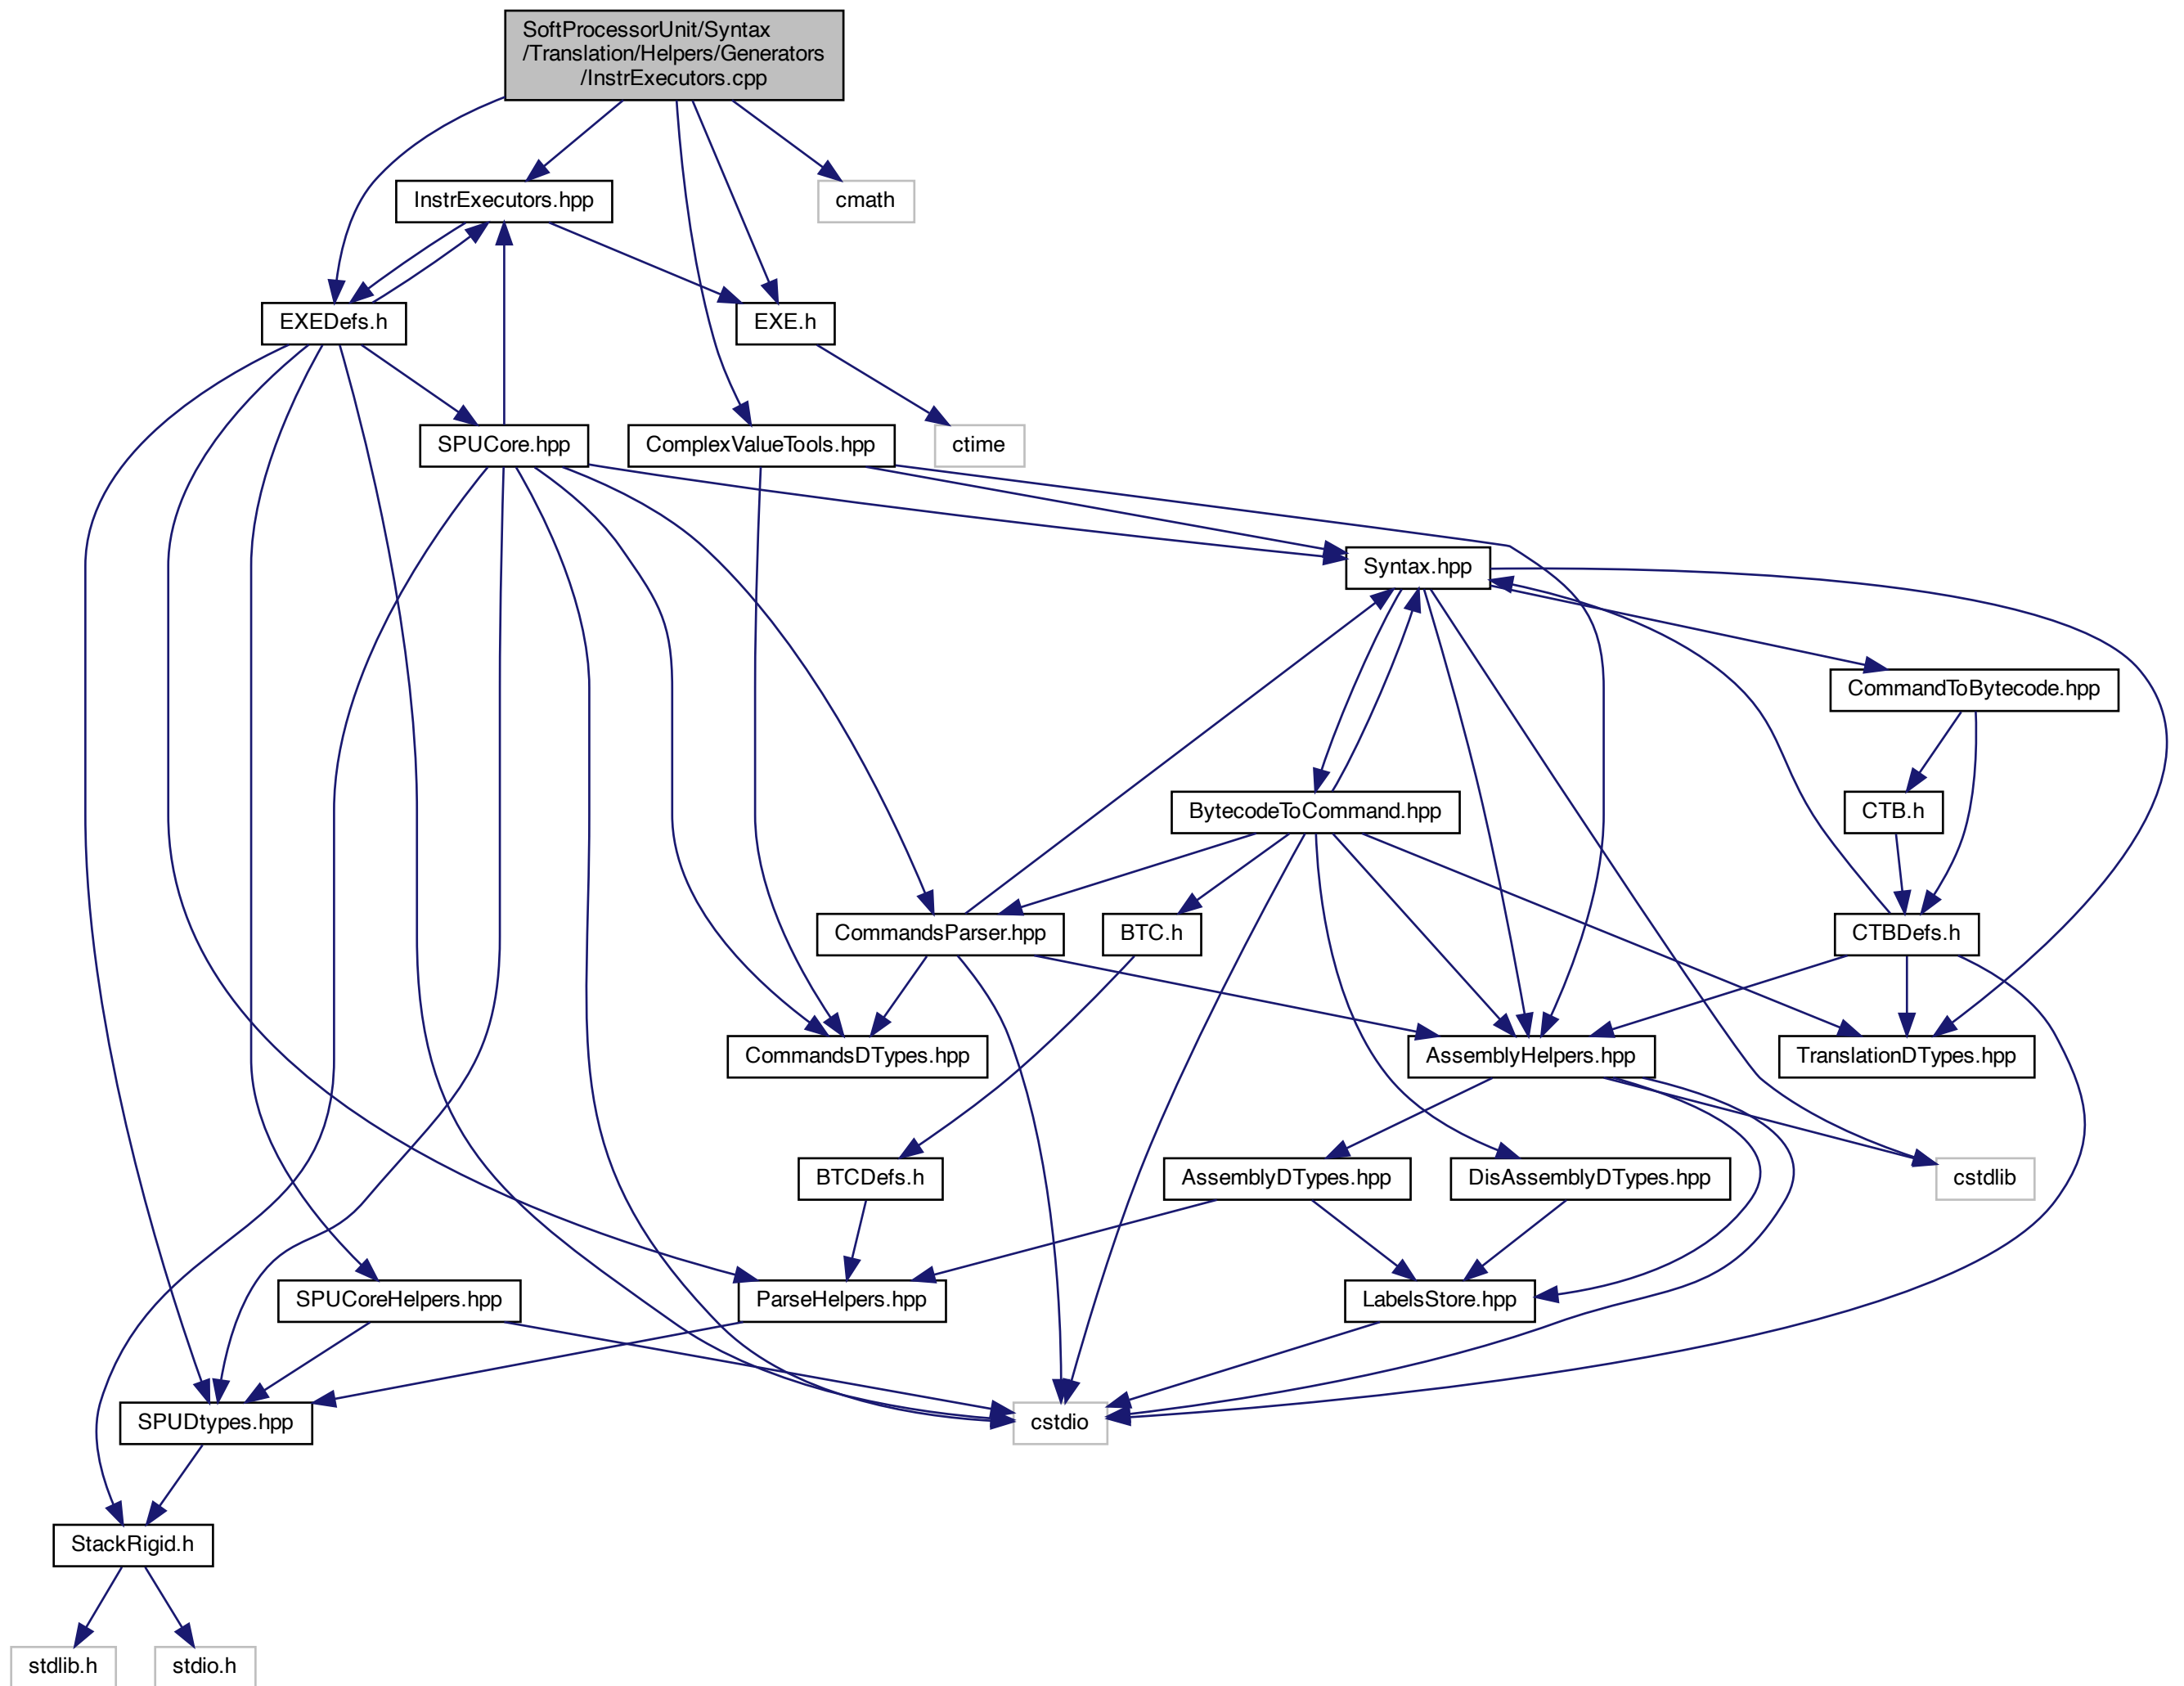 SoftProcessorUnit/Syntax
/Translation/Helpers/Generators
/InstrExecutors.cpp
InstrExecutors.hpp
cmath
EXEDefs.h
EXE.h
SPUCore.hpp
ComplexValueTools.hpp
ctime
Syntax.hpp
CommandToBytecode.hpp
BytecodeToCommand.hpp
CTB.h
CommandsParser.hpp
BTC.h
CTBDefs.h
CommandsDTypes.hpp
AssemblyHelpers.hpp
TranslationDTypes.hpp
BTCDefs.h
AssemblyDTypes.hpp
DisAssemblyDTypes.hpp
cstdlib
SPUCoreHelpers.hpp
ParseHelpers.hpp
LabelsStore.hpp
SPUDtypes.hpp
cstdio
StackRigid.h
stdlib.h
stdio.h